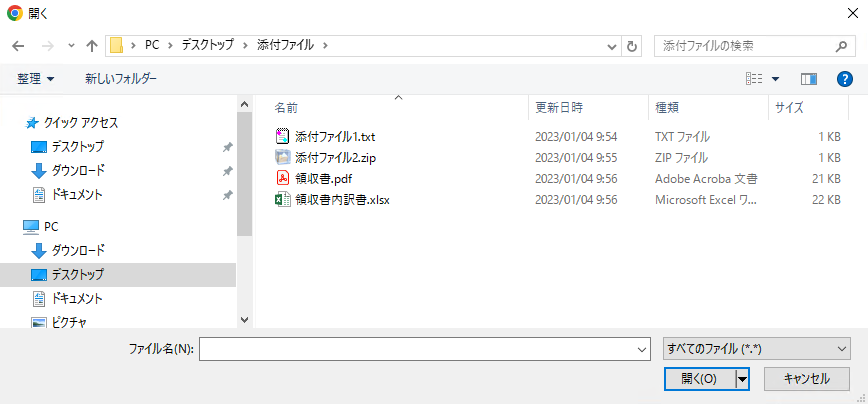 開く
PC > デスクトップ > 添付ファイル >
添付ファイルの検索
整理 新しいフォルダー
?
クイック アクセス
デスクトップ
ダウンロード
ドキュメント
PC
ダウンロード
デスクトップ
ドキュメント
ピクチャ
名前 更新日時 種類 サイズ
添付ファイル1.txt 2023/01/04 9:54 TXT ファイル 1 KB
添付ファイル2.zip 2023/01/04 9:55 ZIP ファイル 1 KB
領収書.pdf 2023/01/04 9:56 Adobe Acroba 文書 21 KB
領収書内訳書.xlsx 2023/01/04 9:56 Microsoft Excel ワ... 22 KB
ファイル名(N):
すべてのファイル (*.*)
開く(O) キャンセル